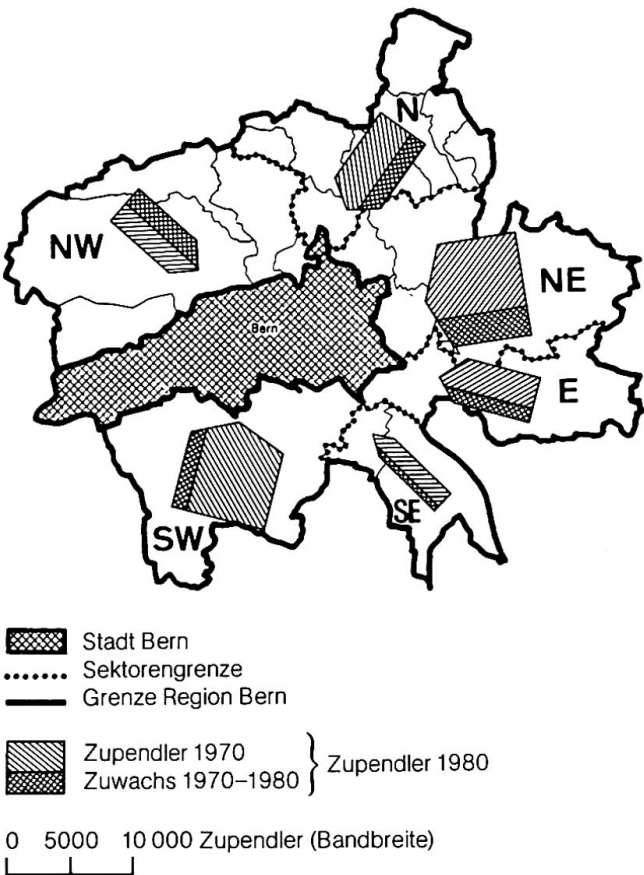 N
NW
NE
Bern
E
SE
SW
Stadt Bern
Sektorengrenze
Grenze Region Bern
Zupendler 1970
Zuwachs 1970–1980
Zupendler 1980
0 5000 10 000 Zupendler (Bandbreite)